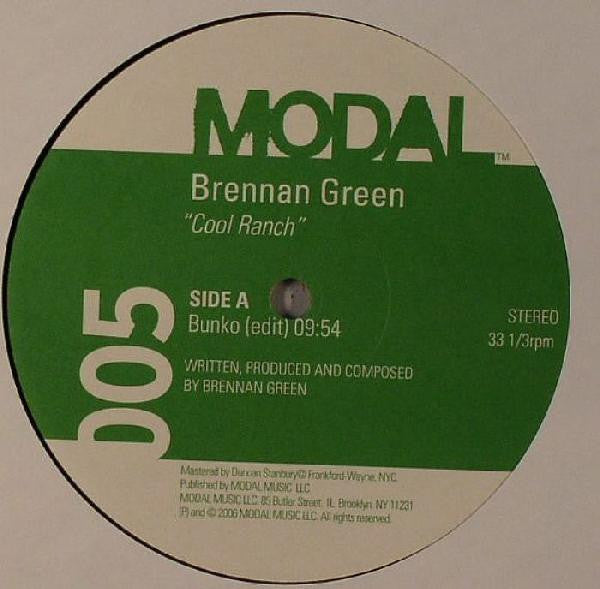 MODAL™
Brennan Green
"Cool Ranch"
005
SIDE A
Bunko (edit) 09:54
STEREO
33 1/3rpm
WRITTEN, PRODUCED AND COMPOSED
BY BRENNAN GREEN
Mastered by Duncan Stanbury@ Frankford-Wayne, NYC.
Published by MODAL MUSIC LLC
MODAL MUSIC LLC. 85 Butler Street, 1L. Brooklyn, NY 11231
(P) and © 2006 MODAL MUSIC LLC. All rights reserved.